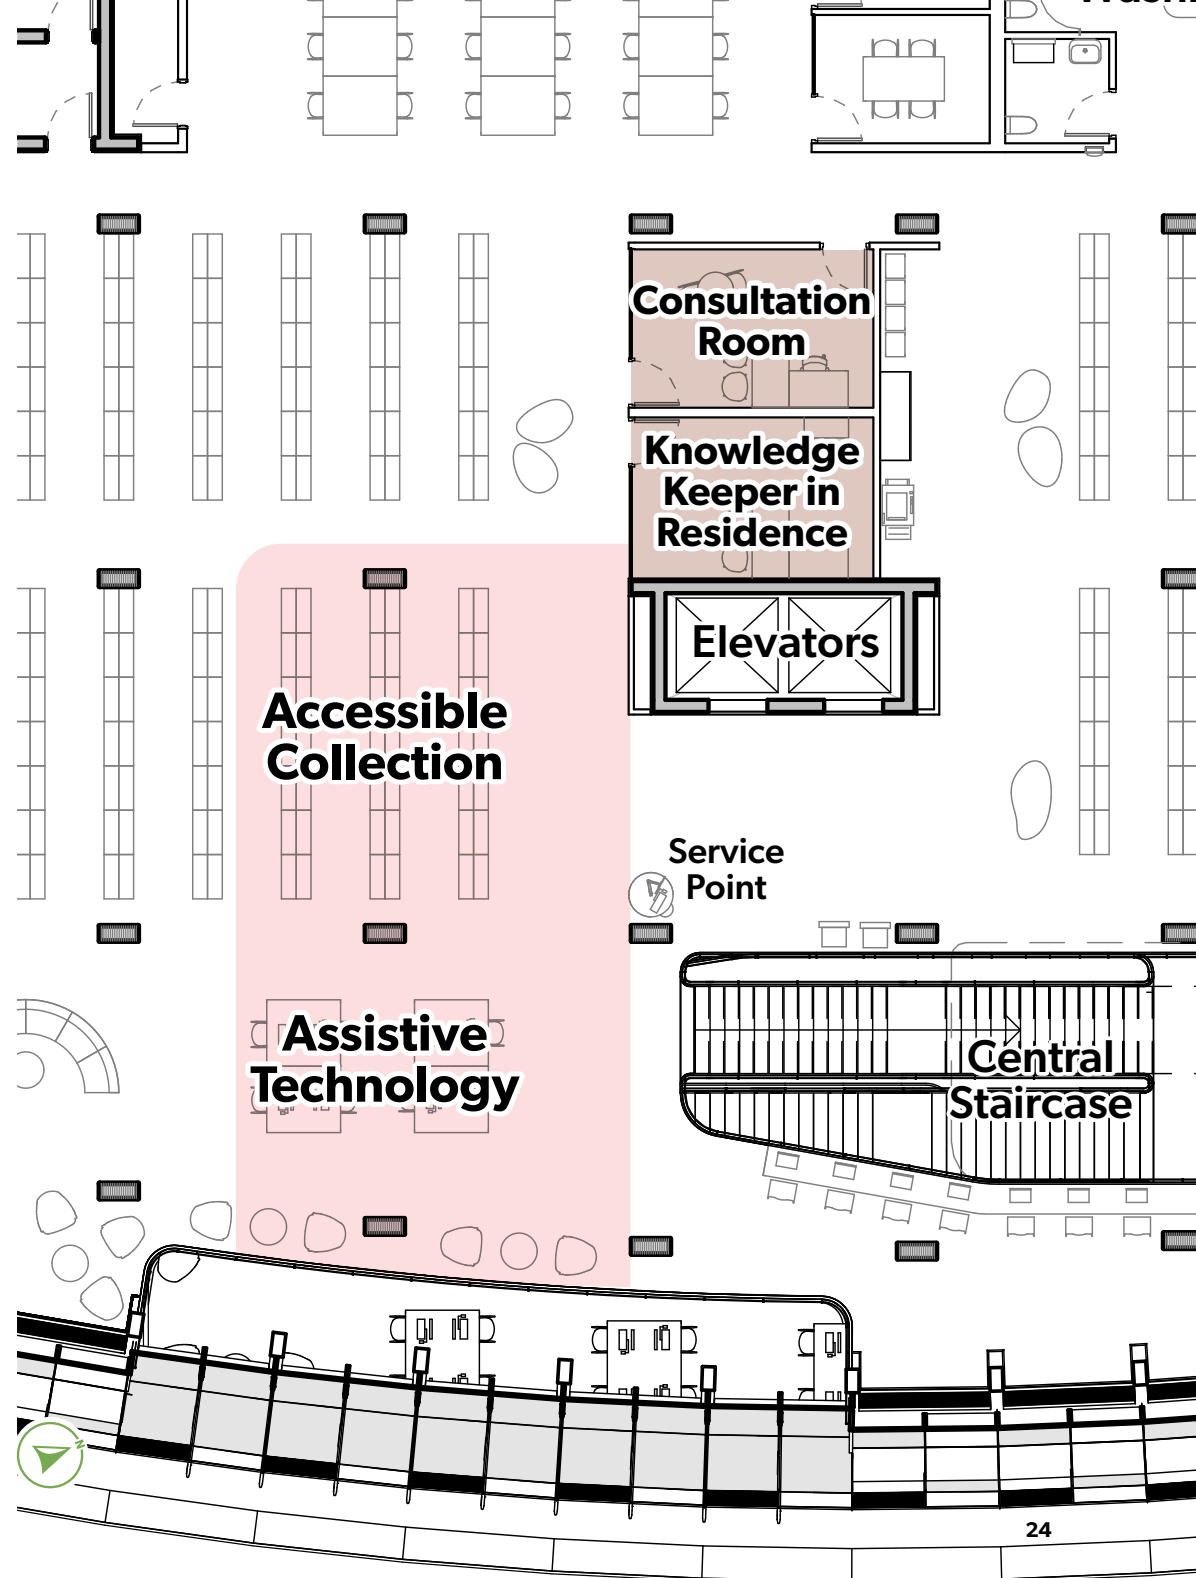 Consultation
Room
Knowledge
Keeper in
Residence
Elevators
Accessible
Collection
Service
Point
Assistive
Technology
Central
Staircase
N
24